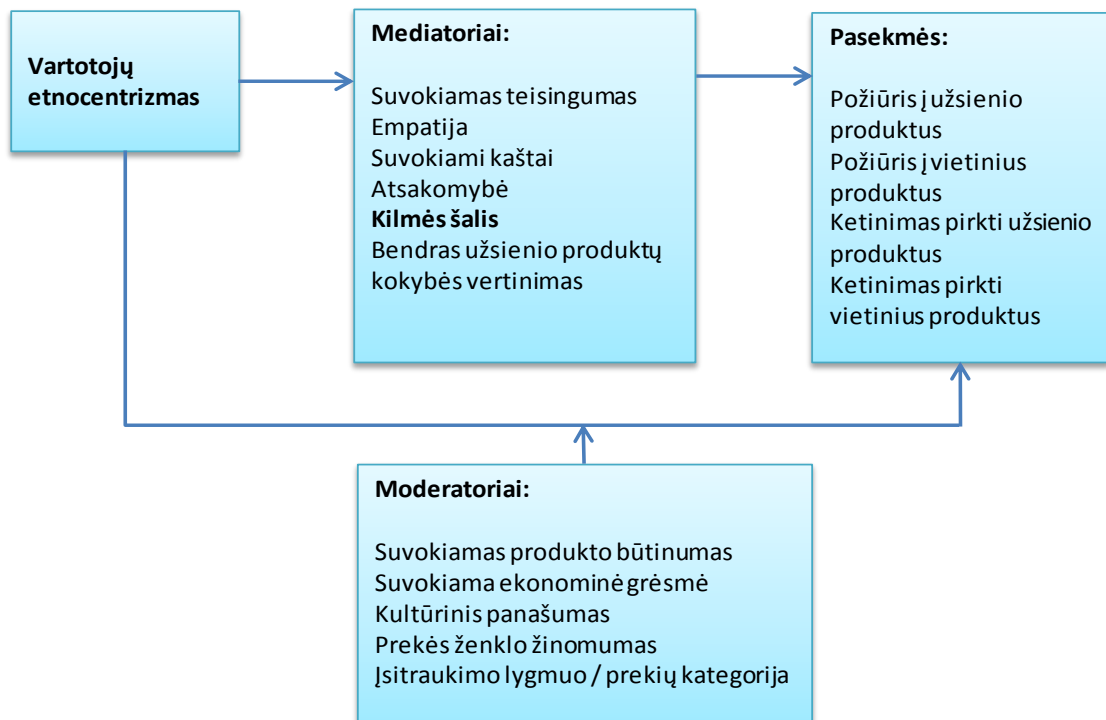 Vartotojų
etnocentrizmas
Mediatoriai:
Suvokiamas teisingumas
Empatija
Suvokiami kaštai
Atsakomybė
Kilmės šalis
Bendras užsienio produktų
kokybės vertinimas
Pasekmės:
Požiūris į užsienio
produktus
Požiūris į vietinius
produktus
Ketinimas pirkti užsienio
produktus
Ketinimas pirkti
vietinius produktus
Moderatoriai:
Suvokiamas produkto būtinumas
Suvokiama ekonominė grėsmė
Kultūrinis panašumas
Prekės ženklo žinomumas
Įsitraukimo lygmuo / prekių kategorija